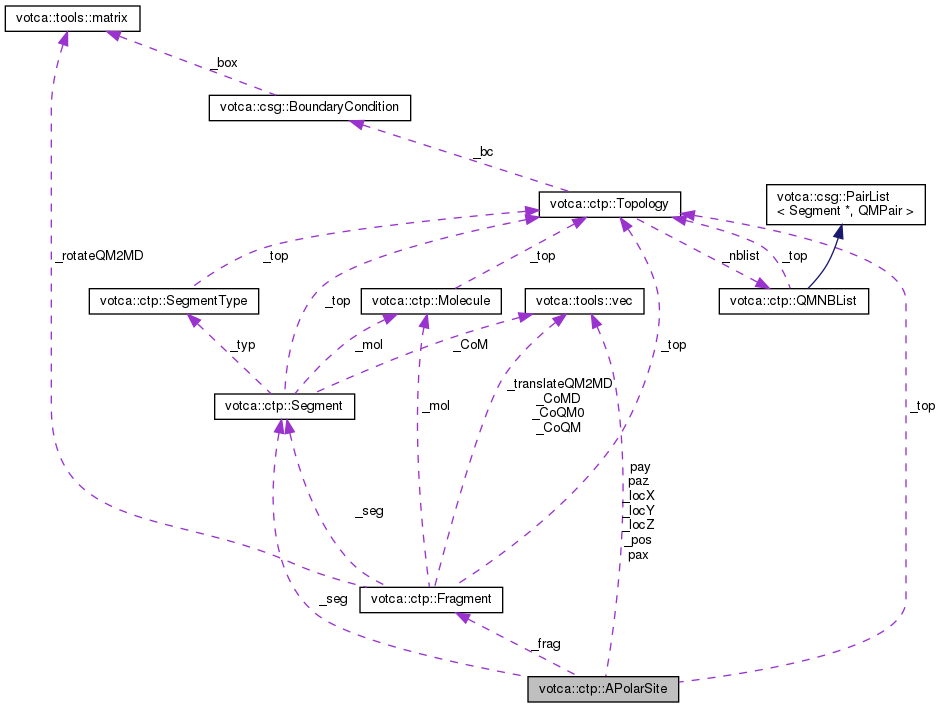 votca::tools::matrix
_box
votca::csg::BoundaryCondition
_bc
votca::ctp::Topology
votca::csg::PairList
< Segment *, QMPair >
_rotateQM2MD
_top
_nblist
_top
_top
votca::ctp::SegmentType
votca::ctp::Molecule
votca::tools::vec
votca::ctp::QMNBList
_top
_typ
_mol
_CoM
_top
votca::ctp::Segment
_mol
_translateQM2MD
_CoMD
_CoQM0
_CoQM
_top
pay
paz
_locX
_locY
_locZ
_pos
pax
_seg
votca::ctp::Fragment
_seg
_frag
votca::ctp::APolarSite